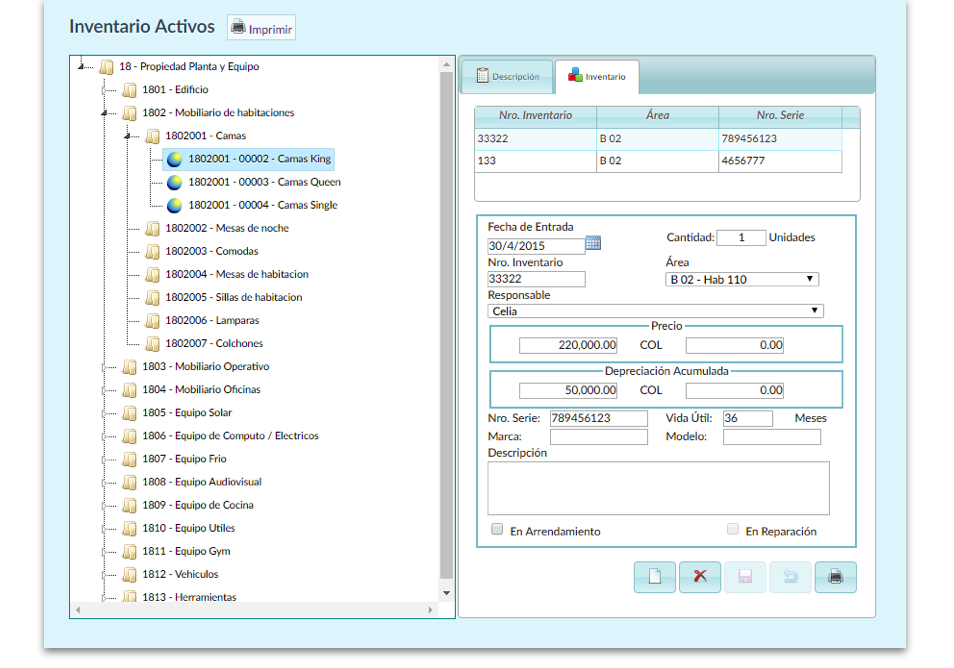 Inventario Activos
Imprimir
18 - Propiedad Planta y Equipo
1801 - Edificio
1802 - Mobiliario de habitaciones
1802001 - Camas
1802001 - 00002 - Camas King
1802001 - 00003 - Camas Queen
1802001 - 00004 - Camas Single
1802002 - Mesas de noche
1802003 - Comodas
1802004 - Mesas de habitacion
1802005 - Sillas de habitacion
1802006 - Lamparas
1802007 - Colchones
1803 - Mobiliario Operativo
1804 - Mobiliario Oficinas
1805 - Equipo Solar
1806 - Equipo de Computo / Electricos
1807 - Equipo Frio
1808 - Equipo Audiovisual
1809 - Equipo de Cocina
1810 - Equipo Utiles
1811 - Equipo Gym
1812 - Vehiculos
1813 - Herramientas
Descripción Inventario
Nro. Inventario Área Nro. Serie
33322 B 02 789456123
133 B 02 4656777
Fecha de Entrada
30/4/2015 Cantidad: 1 Unidades
Nro. Inventario Área
33322 B 02 - Hab 110
Responsable
Celia
Precio
220,000.00 COL 0.00
Depreciación Acumulada
50,000.00 COL 0.00
Nro. Serie: 789456123 Vida Útil: 36 Meses
Marca: Modelo:
Descripción
En Arrendamiento En Reparación